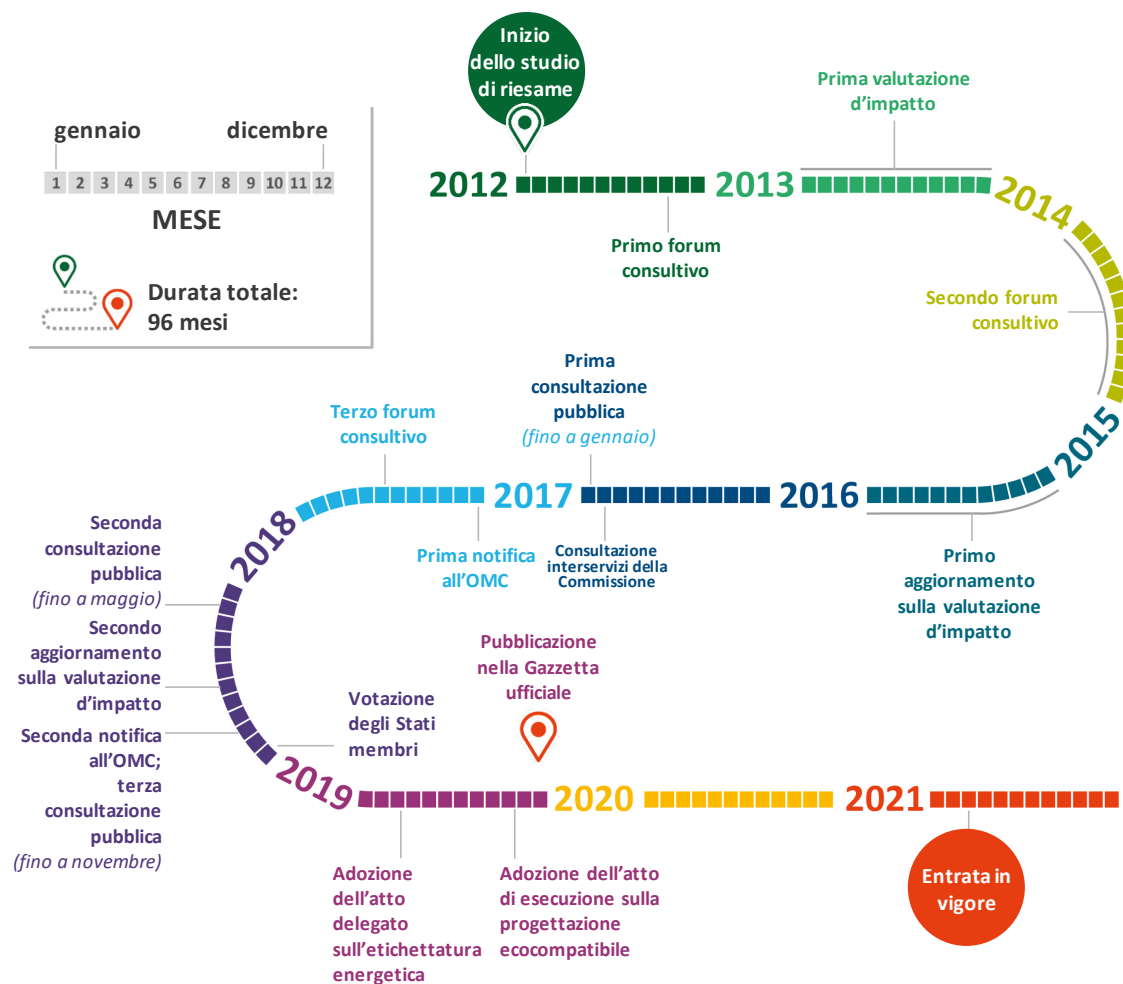 Inizio
dello studio
di riesame
Prima valutazione
d'impatto
gennaio dicembre
1 2 3 4 5 6 7 8 9 10 11 12
MESE
Durata totale:
96 mesi
2012
2013
2014
Primo forum
consultivo
Secondo forum
consultivo
2015
Prima
consultazione
pubblica
(fino a gennaio)
Terzo forum
consultivo
2018
2017
2016
Prima notifica
all'OMC
Consultazione
interservizi della
Commissione
Primo
aggiornamento
sulla valutazione
d'impatto
Seconda
consultazione
pubblica
(fino a maggio)
Secondo
aggiornamento
sulla valutazione
d'impatto
Seconda notifica
all'OMC;
terza
consultazione
pubblica
(fino a novembre)
Votazione
degli Stati
membri
Pubblicazione
nella Gazzetta
ufficiale
2019
2020
2021
Adozione
dell'atto
delegato
sull'etichettatura
energetica
Adozione dell'atto
di esecuzione sulla
progettazione
ecocompatibile
Entrata in
vigore